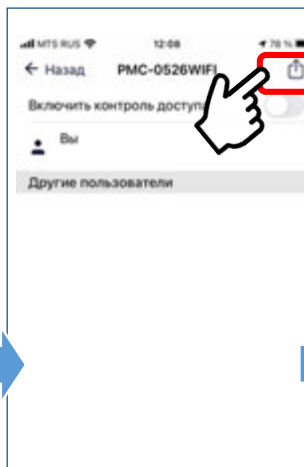 MTS RUS 12:08 78 %
← Назад PMC-0526WIFI
Включить контроль доступа
Вы
Другие пользователи